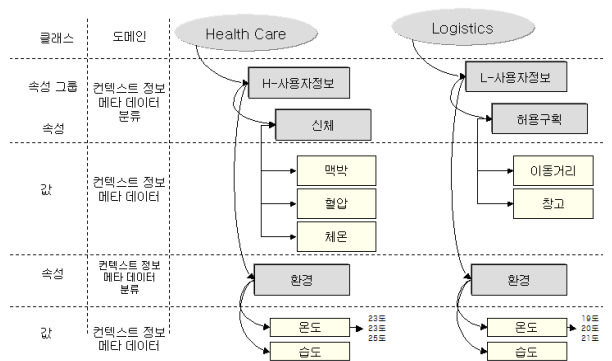 클래스
도메인
Health Care
Logistics
속성 그룹
컨텍스트 정보
메타 데이터
분류
H-사용자정보
L-사용자정보
속성
신체
허용구획
값
컨텍스트 정보
메타 데이터
맥박
혈압
체온
이동거리
창고
속성
컨텍스트 정보
메타 데이터
분류
환경
환경
값
컨텍스트 정보
메타 데이터
온도
23도
23도
25도
습도
온도
19도
20도
21도
습도